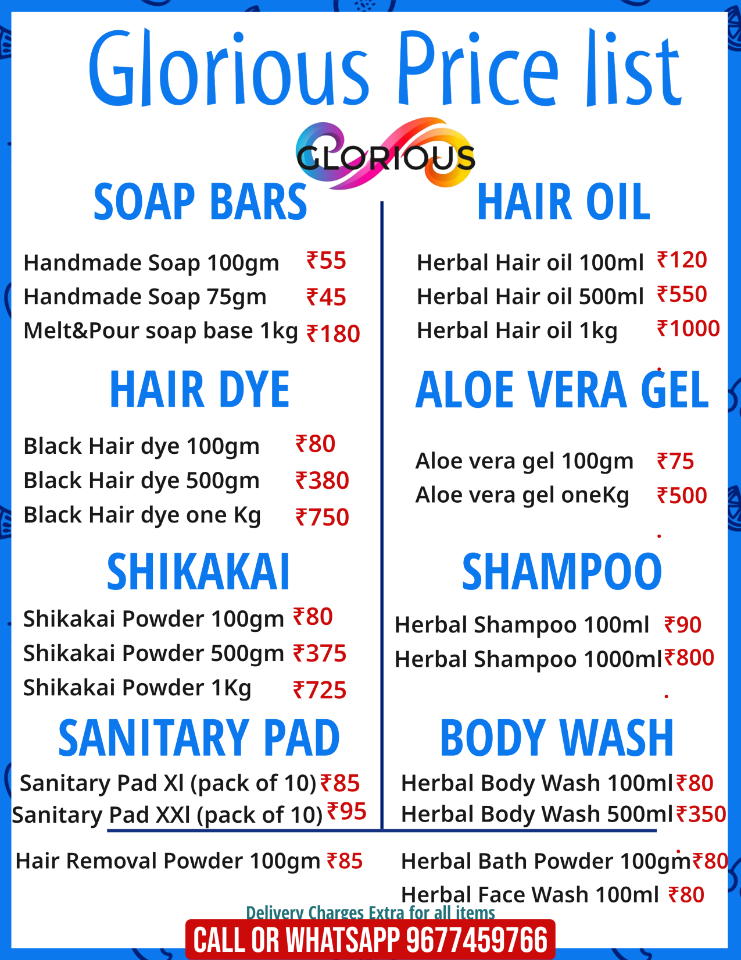 Glorious Price list
GLORIOUS
SOAP BARS
Handmade Soap 100gm ₹55
Handmade Soap 75gm ₹45
Melt&Pour soap base 1kg ₹180
HAIR OIL
Herbal Hair oil 100ml ₹120
Herbal Hair oil 500ml ₹550
Herbal Hair oil 1kg ₹1000
.
HAIR DYE
Black Hair dye 100gm ₹80
Black Hair dye 500gm ₹380
Black Hair dye one Kg ₹750
ALOE VERA GEL
Aloe vera gel 100gm ₹75
Aloe vera gel oneKg ₹500
.
SHIKAKAI
Shikakai Powder 100gm ₹80
Shikakai Powder 500gm ₹375
Shikakai Powder 1Kg ₹725
SHAMPOO
Herbal Shampoo 100ml ₹90
Herbal Shampoo 1000ml ₹800
.
SANITARY PAD
Sanitary Pad Xl (pack of 10) ₹85
Sanitary Pad XXl (pack of 10) ₹95
BODY WASH
Herbal Body Wash 100ml ₹80
Herbal Body Wash 500ml ₹350
.
Hair Removal Powder 100gm ₹85
Herbal Bath Powder 100gm ₹80
Herbal Face Wash 100ml ₹80
Delivery Charges Extra for all items
CALL OR WHATSAPP 9677459766